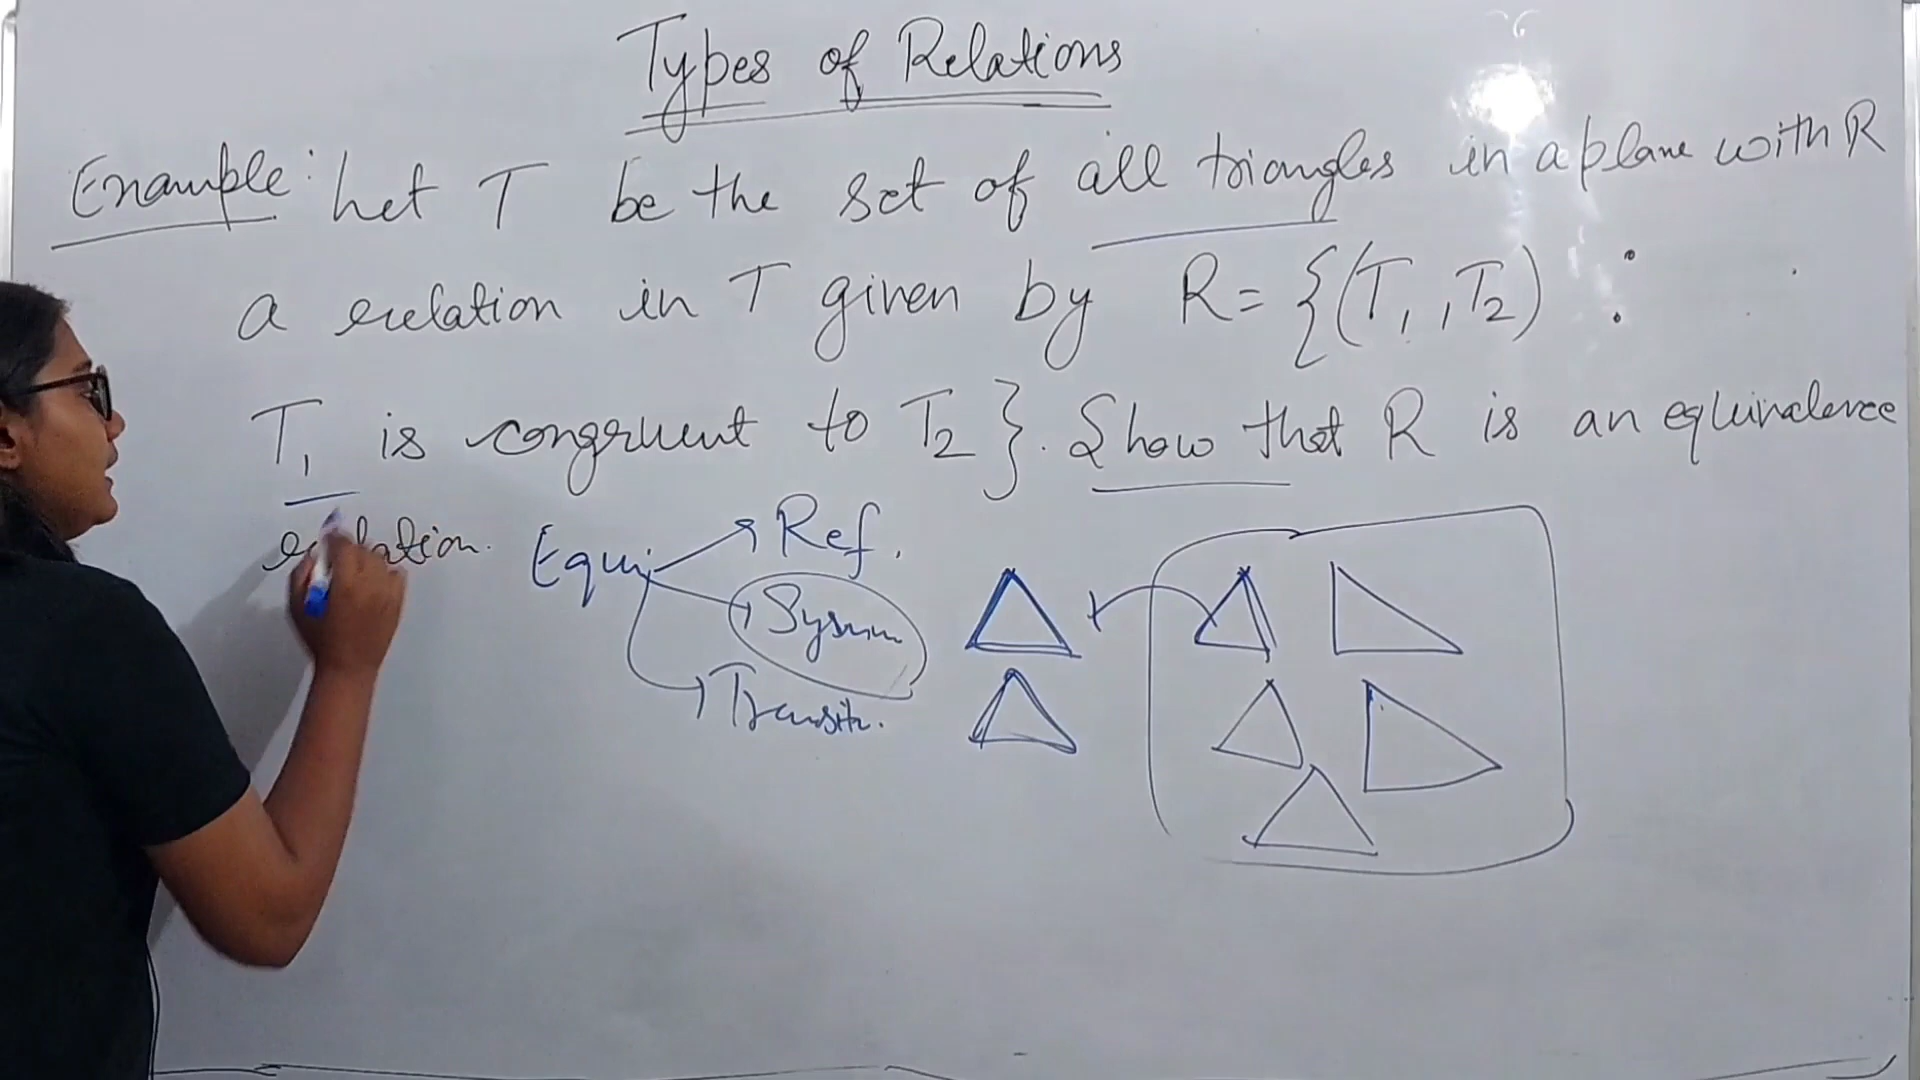 Types of Relations
Example: Let T be the set of all triangles in a plane with R
a relation in T given by R = {(T1, T2) :
T1 is congruent to T2}. Show that R is an equivalence
relation.
Equi
Ref.
Symm
Transitv.